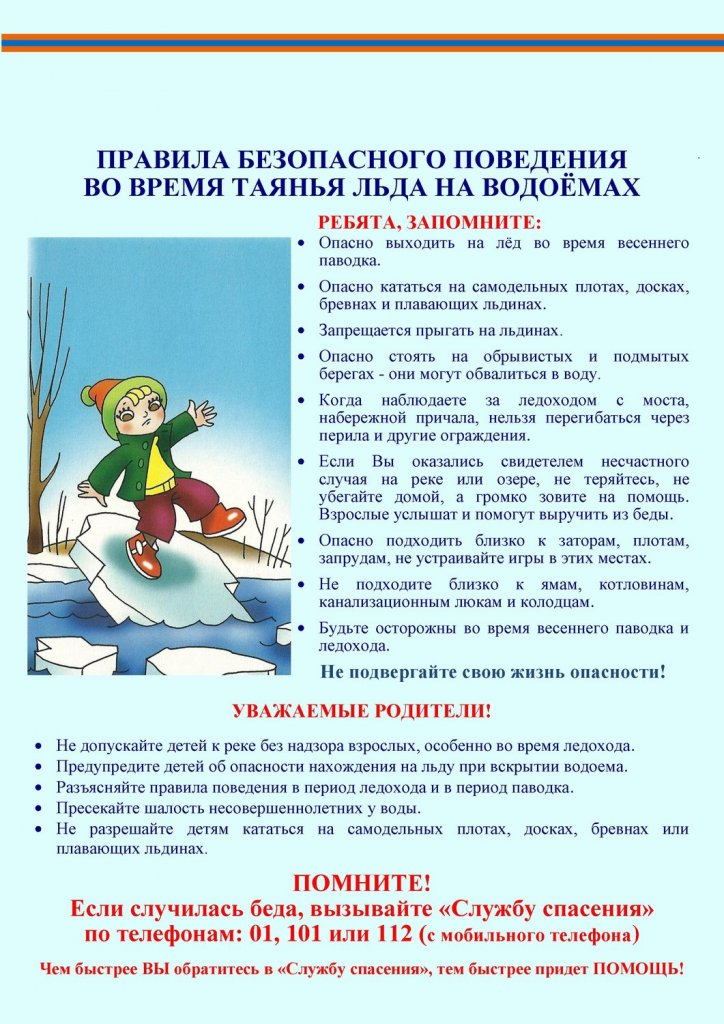 ПРАВИЛА БЕЗОПАСНОГО ПОВЕДЕНИЯ
ВО ВРЕМЯ ТАЯНЬЯ ЛЬДА НА ВОДОЁМАХ
РЕБЯТА, ЗАПОМНИТЕ:
• Опасно выходить на лёд во время весеннего
паводка.
• Опасно кататься на самодельных плотах, досках,
бревнах и плавающих льдинах.
• Запрещается прыгать на льдинах.
• Опасно стоять на обрывистых и подмытых
берегах - они могут обвалиться в воду.
• Когда наблюдаете за ледоходом с моста,
набережной причала, нельзя перегибаться через
перила и другие ограждения.
• Если Вы оказались свидетелем несчастного
случая на реке или озере, не теряйтесь, не
убегайте домой, а громко зовите на помощь.
Взрослые услышат и помогут выручить из беды.
• Опасно подходить близко к заторам, плотам,
запрудам, не устраивайте игры в этих местах.
• Не подходите близко к ямам, котловинам,
канализационным люкам и колодцам.
• Будьте осторожны во время весеннего паводка и
ледохода.
Не подвергайте свою жизнь опасности!
УВАЖАЕМЫЕ РОДИТЕЛИ!
• Не допускайте детей к реке без надзора взрослых, особенно во время ледохода.
• Предупредите детей об опасности нахождения на льду при вскрытии водоема.
• Разъясняйте правила поведения в период ледохода и в период паводка.
• Пресекайте шалость несовершеннолетних у воды.
• Не разрешайте детям кататься на самодельных плотах, досках, бревнах или
плавающих льдинах.
ПОМНИТЕ!
Если случилась беда, вызывайте «Службу спасения»
по телефонам: 01, 101 или 112 (с мобильного телефона)
Чем быстрее ВЫ обратитесь в «Службу спасения», тем быстрее придет ПОМОЩЬ!